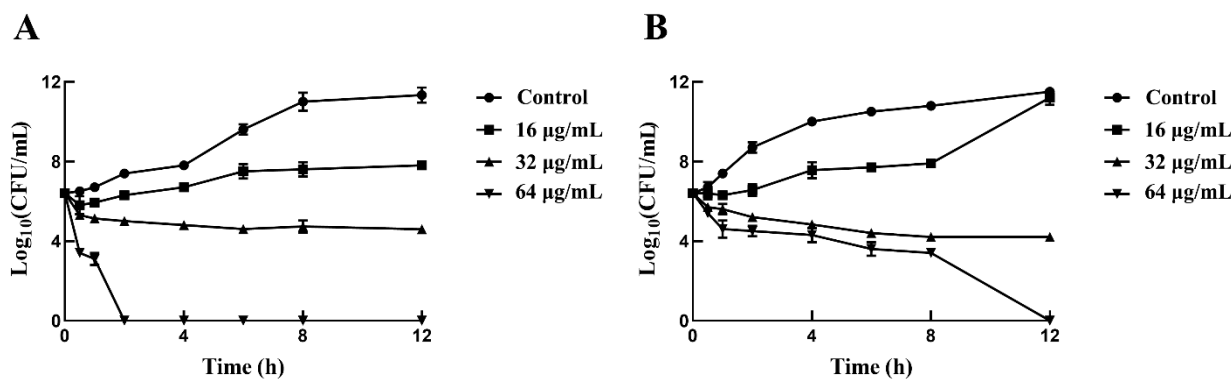 A
Log10(CFU/mL)
12
8
4
0
0 4 8 12
Time (h)
Control
16 μg/mL
32 μg/mL
64 μg/mL
B
Log10(CFU/mL)
12
8
4
0
0 4 8 12
Time (h)
Control
16 μg/mL
32 μg/mL
64 μg/mL